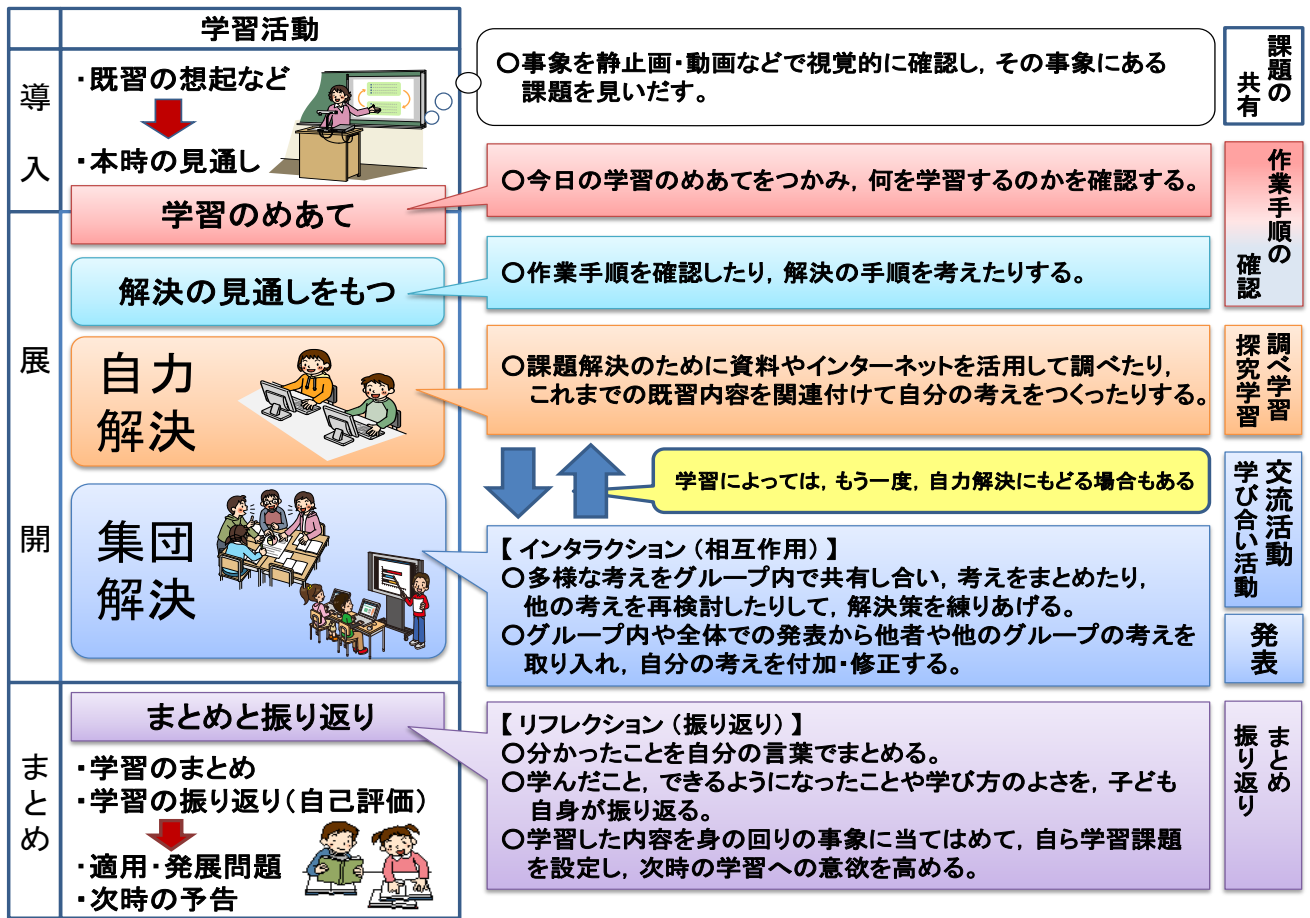 学習活動
導入
・既習の想起など
・本時の見通し
〇事象を静止画・動画などで視覚的に確認し，その事象にある
課題を見いだす。
課題の
共有
学習のめあて
〇今日の学習のめあてをつかみ，何を学習するのかを確認する。
作業手順の
確認
展開
解決の見通しをもつ
〇作業手順を確認したり，解決の手順を考えたりする。
自力
解決
〇課題解決のために資料やインターネットを活用して調べたり，
これまでの既習内容を関連付けて自分の考えをつくったりする。
調べ学習
探究学習
学習によっては，もう一度，自力解決にもどる場合もある
集団
解決
【 インタラクション （相互作用） 】
〇多様な考えをグループ内で共有し合い，考えをまとめたり，
他の考えを再検討したりして，解決策を練りあげる。
〇グループ内や全体での発表から他者や他のグループの考えを
取り入れ，自分の考えを付加・修正する。
交流活動
学び合い活動
発表
まとめ
まとめと振り返り
・学習のまとめ
・学習の振り返り（自己評価）
・適用・発展問題
・次時の予告
【 リフレクション （振り返り） 】
〇分かったことを自分の言葉でまとめる。
〇学んだこと，できるようになったことや学び方のよさを，子ども
自身が振り返る。
〇学習した内容を身の回りの事象に当てはめて，自ら学習課題
を設定し，次時の学習への意欲を高める。
まとめ
振り返り